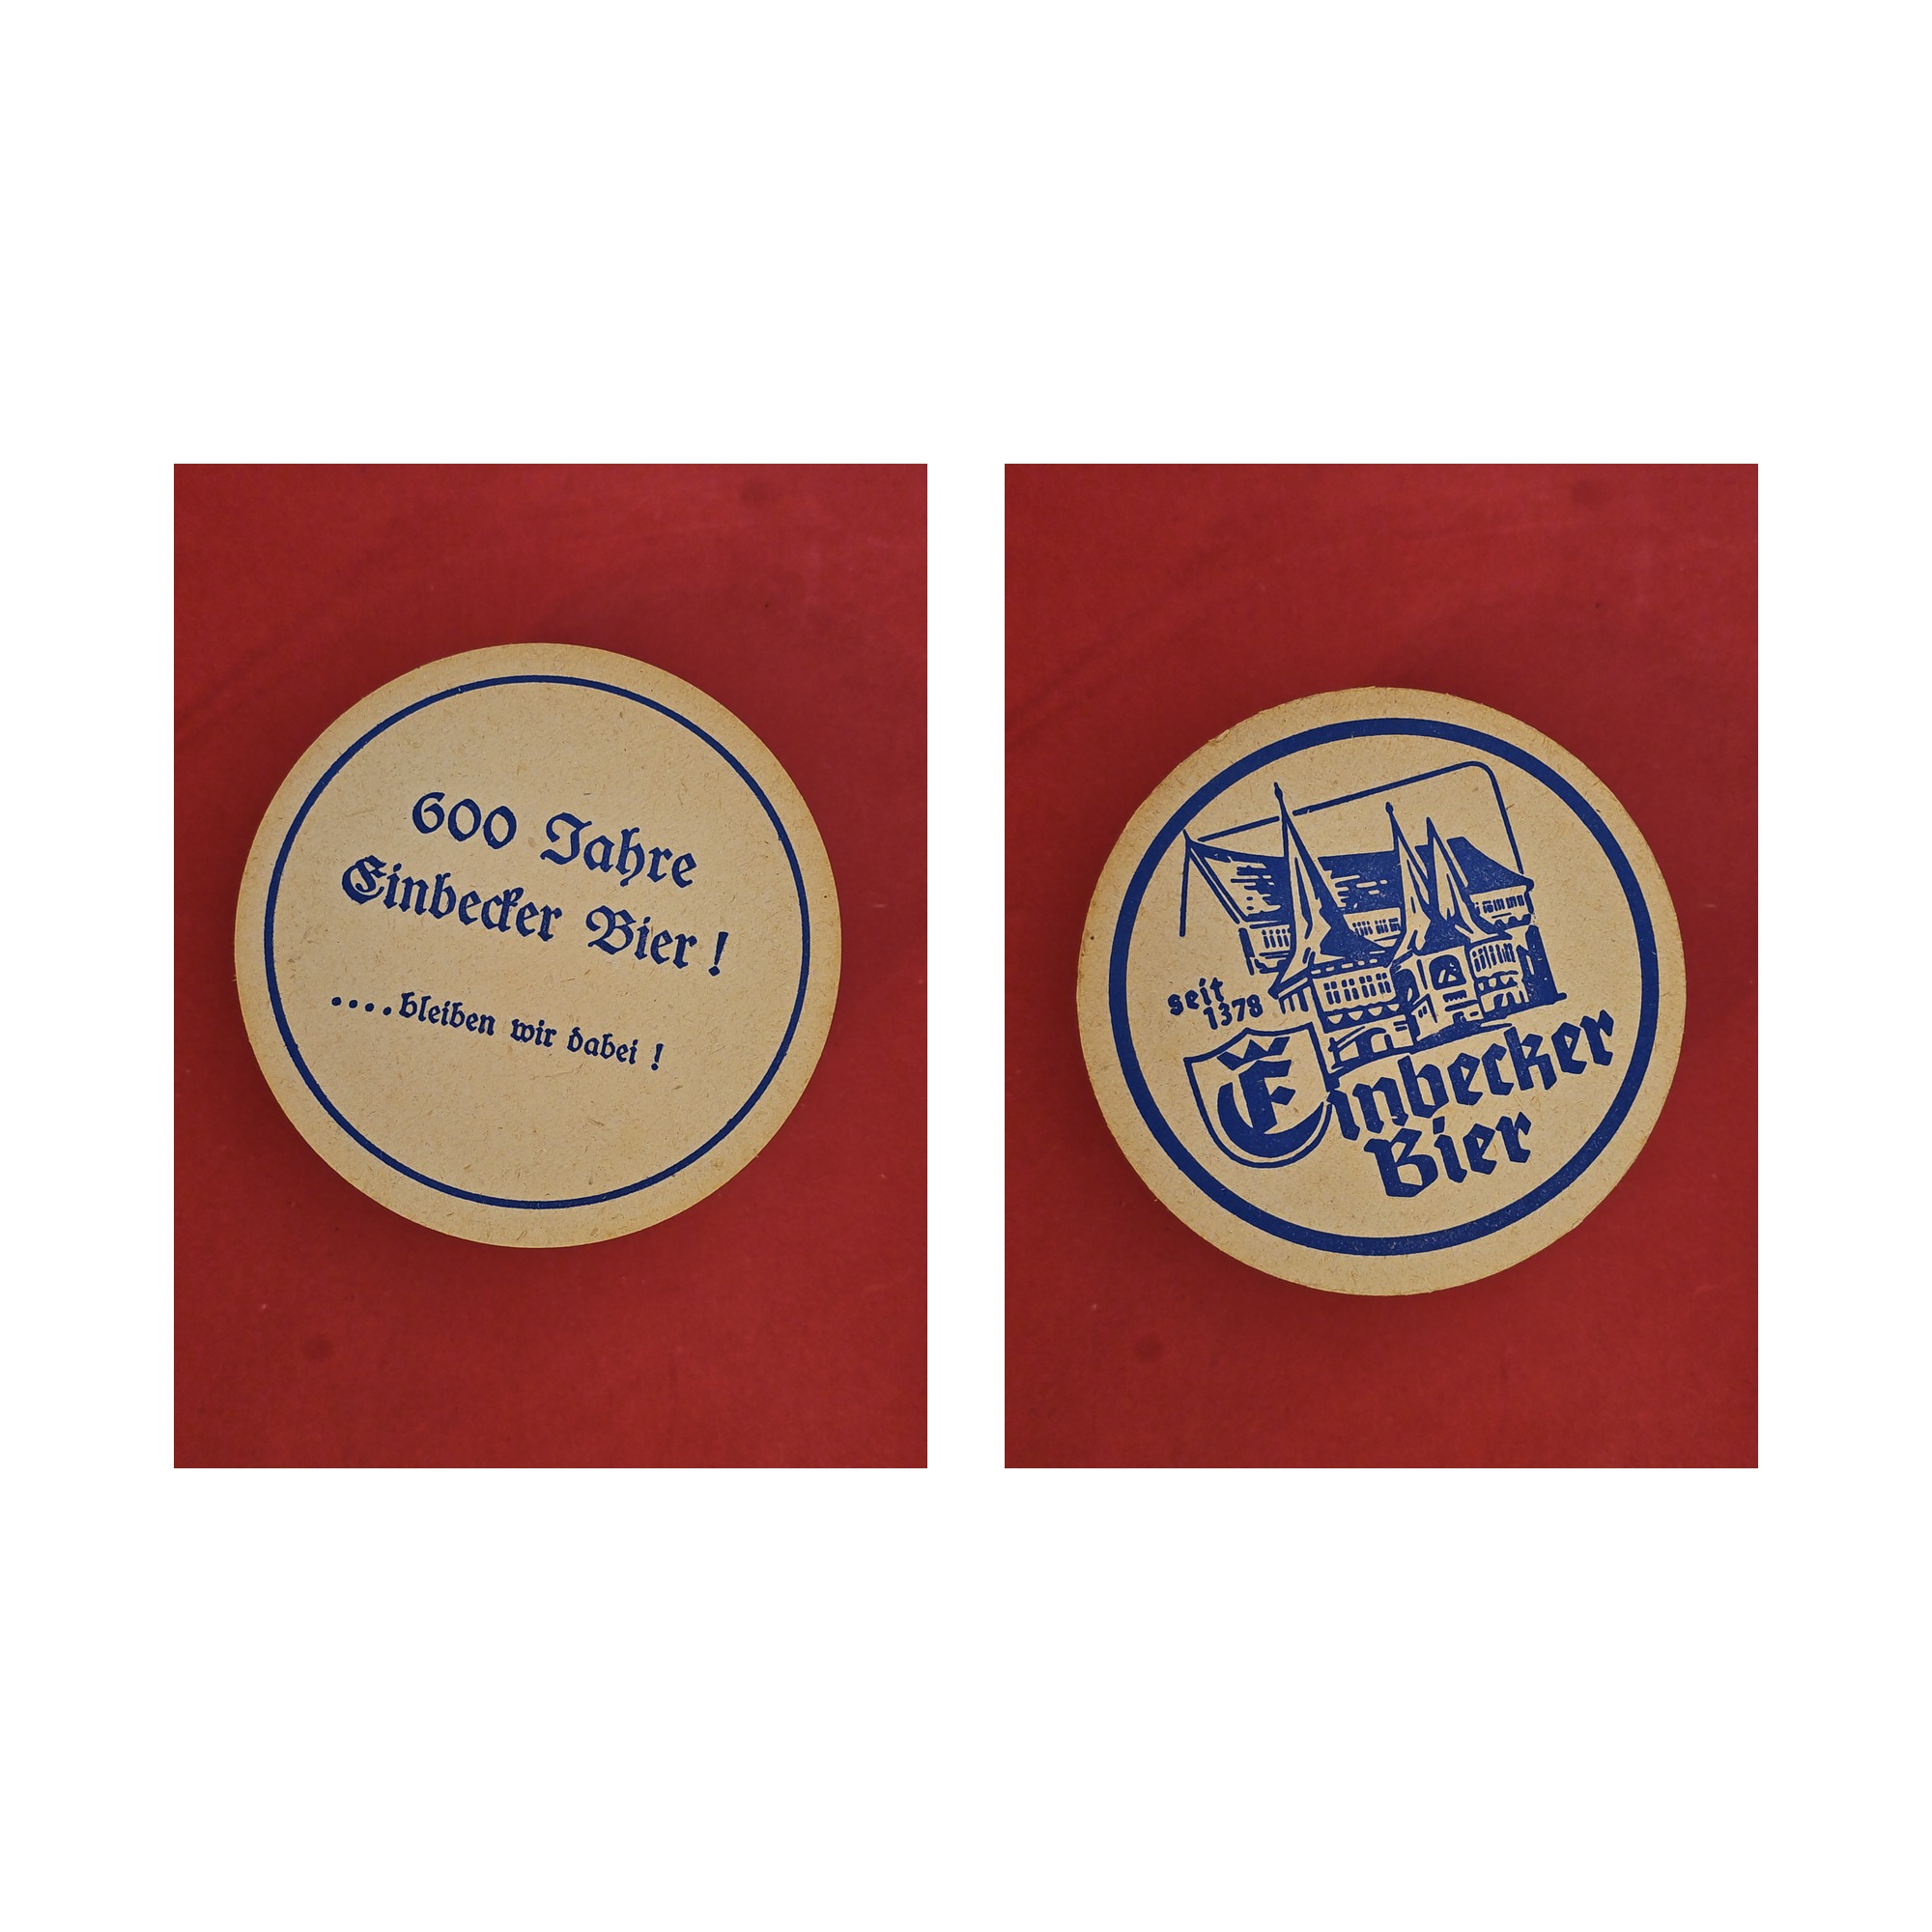 600 Jahre
Einbecker Bier !
....bleiben wir dabei !
seit
1378
Einbecker
Bier